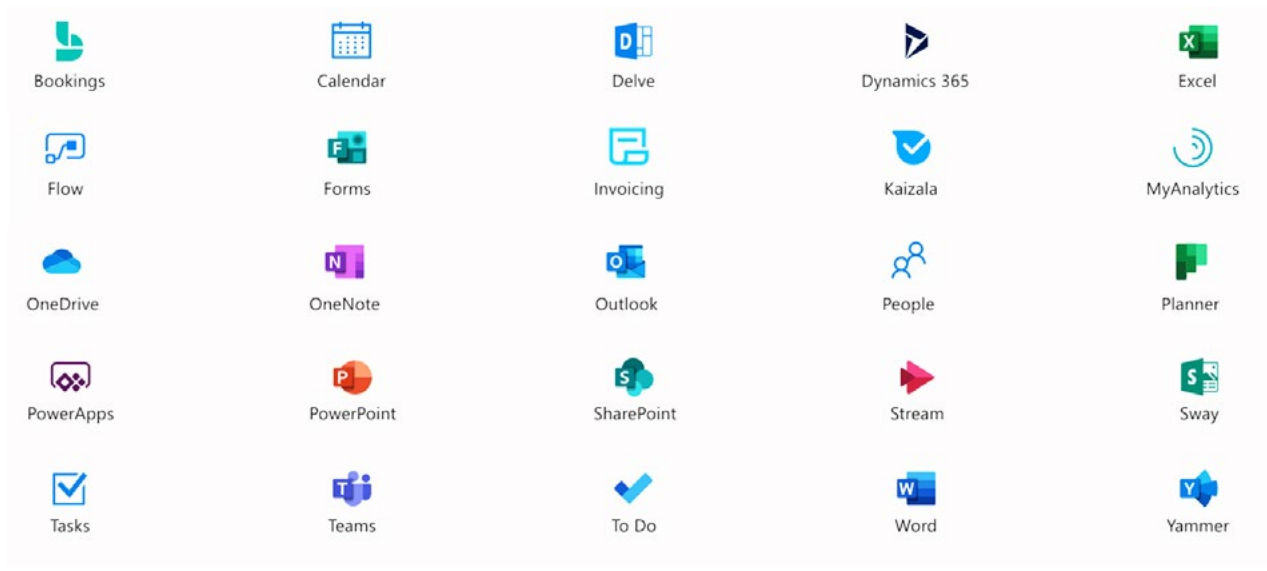 Bookings
Calendar
Delve
Dynamics 365
Excel
Flow
Forms
Invoicing
Kaizala
MyAnalytics
OneDrive
OneNote
Outlook
People
Planner
PowerApps
PowerPoint
SharePoint
Stream
Sway
Tasks
Teams
To Do
Word
Yammer